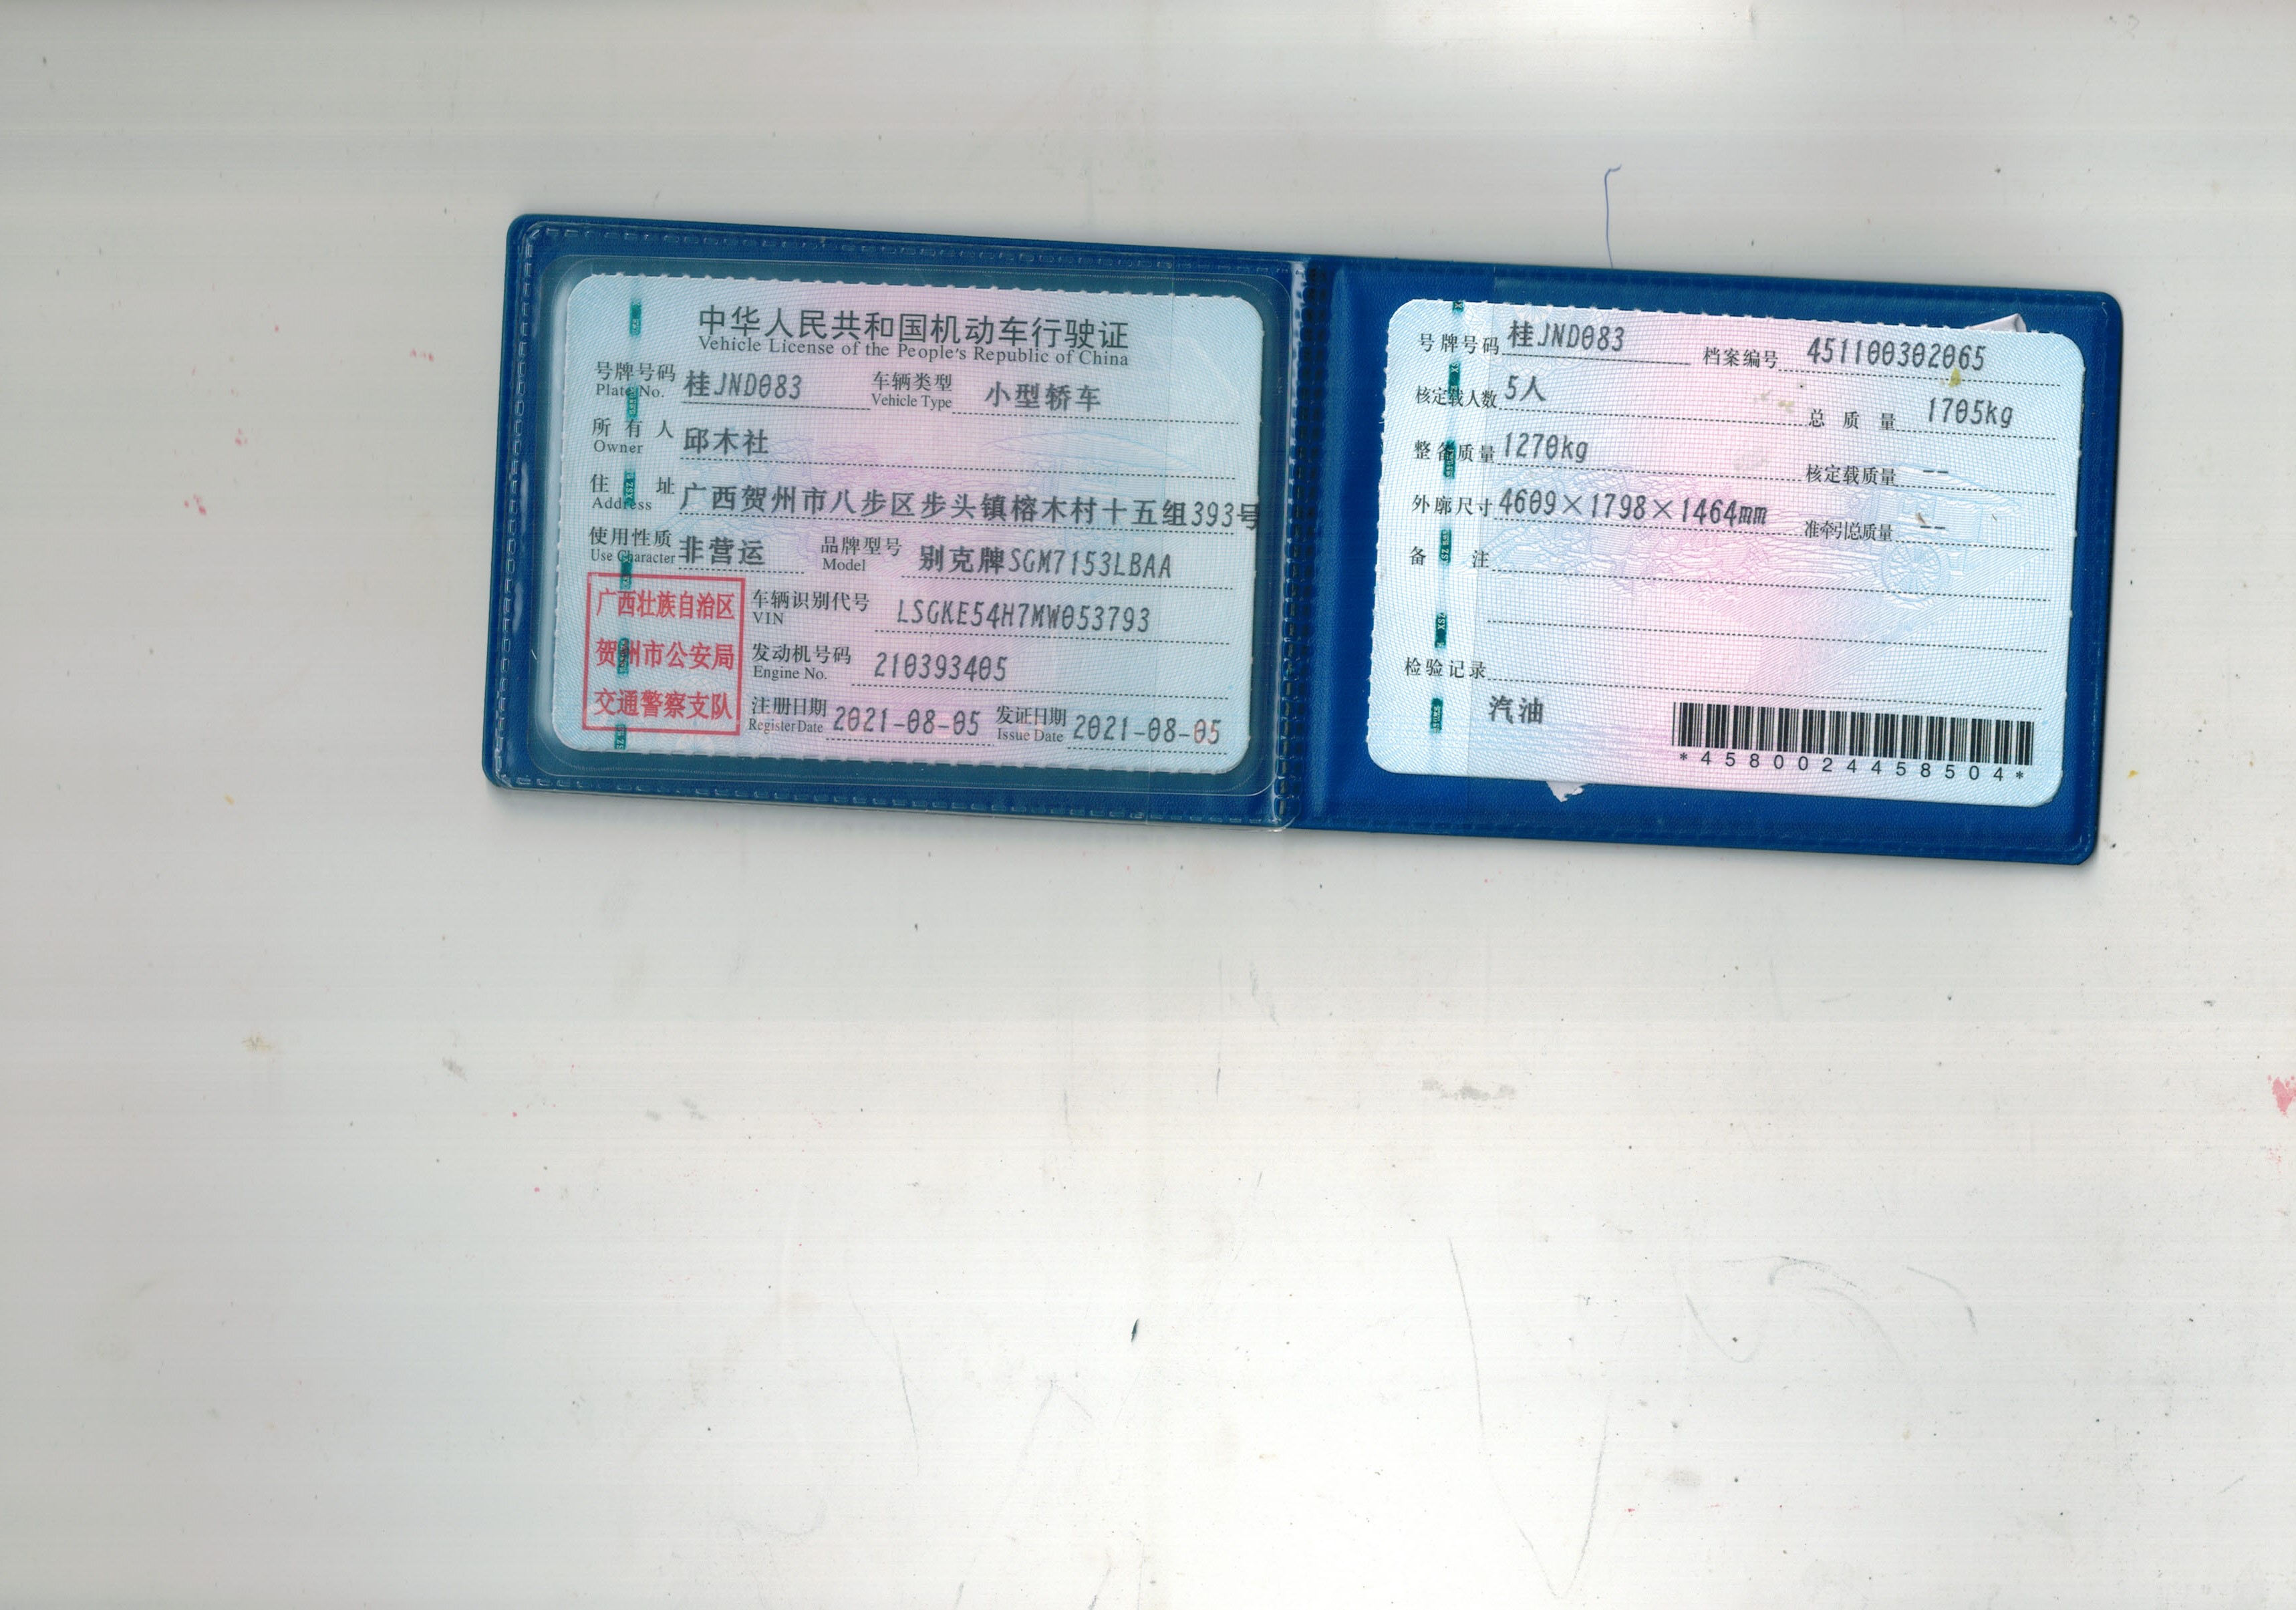 中华人民共和国机动车行驶证
Vehicle License of the People's Republic of China
号牌号码 桂JND083 车辆类型 小型轿车
Plate No. Vehicle Type
所有人 邱木社
Owner
住址 广西贺州市八步区步头镇榕木村十五组393号
Address
使用性质 非营运 品牌型号 别克牌SGM7153LBAA
Use Character Model
广西壮族自治区
贺州市公安局
交通警察支队
车辆识别代号 LSGKE54H7MW053793
VIN
发动机号码 210393405
Engine No.
注册日期 2021-08-05 发证日期 2021-08-05
Register Date Issue Date
号牌号码 桂JND083 档案编号 451100302065
核定载人数 5人 总质量 1705kg
整备质量 1270kg 核定载质量 --
外廓尺寸 4609×1798×1464mm 准牵引总质量 --
备注
检验记录
汽油
*4580024458504*